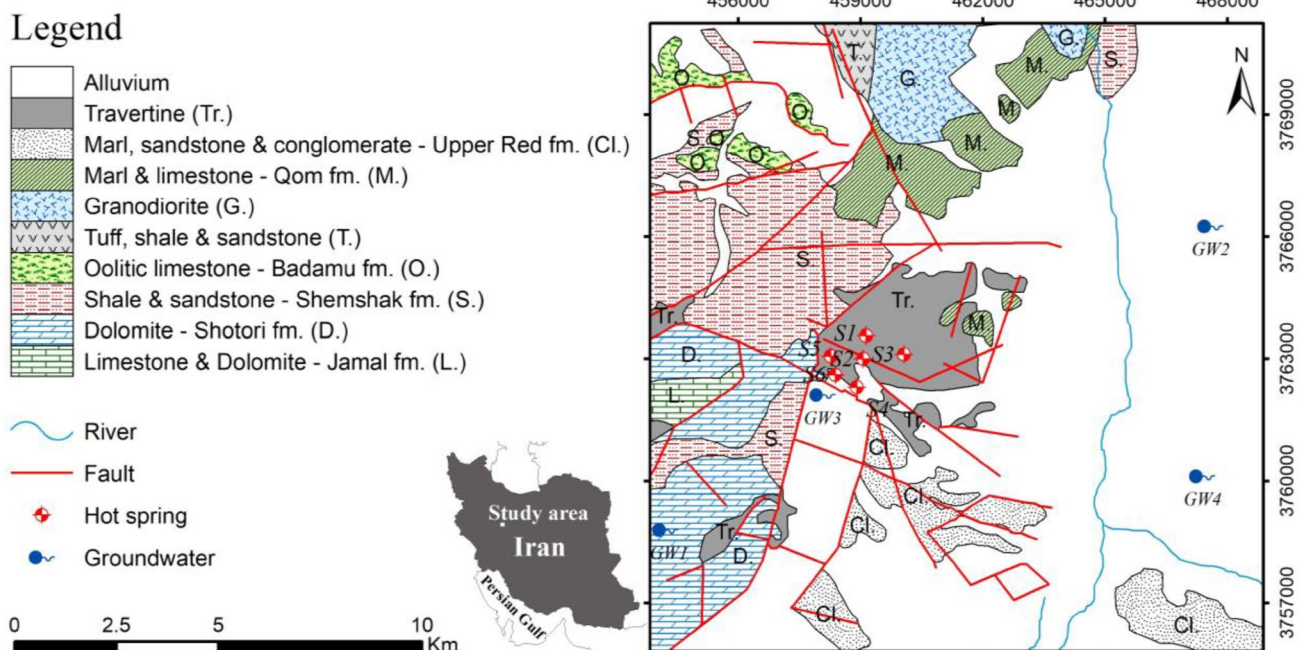 Legend
Alluvium
Travertine (Tr.)
Marl, sandstone & conglomerate - Upper Red fm. (Cl.)
Marl & limestone - Qom fm. (M.)
Granodiorite (G.)
Tuff, shale & sandstone (T.)
Oolitic limestone - Badamu fm. (O.)
Shale & sandstone - Shemshak fm. (S.)
Dolomite - Shotori fm. (D.)
Limestone & Dolomite - Jamal fm. (L.)
River
Fault
Hot spring
Groundwater
0 2.5 5 10
Km.
Study area
Iran
Persian Gulf
456000 459000 462000 465000 468000
N
3769000
3766000
3763000
3760000
3757000
T. G. S.
O. G. M.
O. M.
S. O. M.
O. O. M.
S.
GW2
Tr. Tr.
M
S1
D. S5 S2 S3
S6
L. GW3 S4 Tr.
S. Cl.
Cl. GW4
GW1 Tr. Cl.
D.
Cl. Cl.